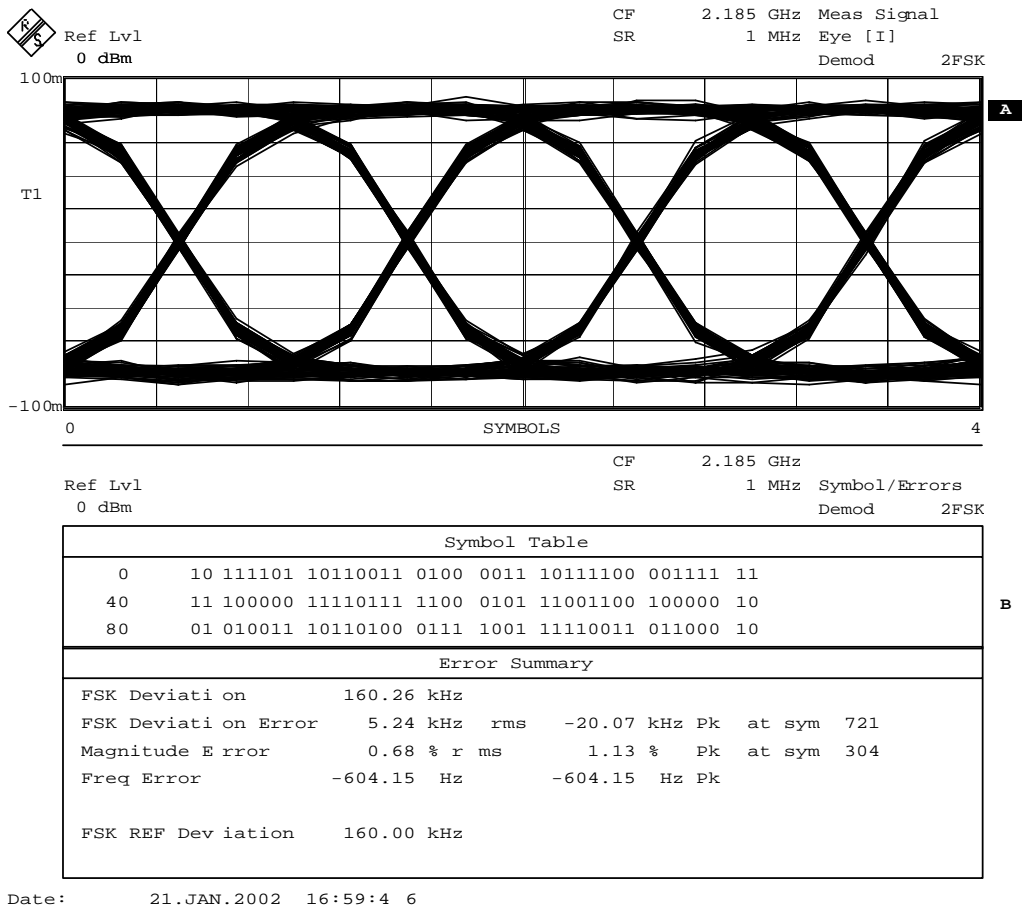 R S
CF 2.185 GHz Meas Signal
Ref Lvl SR 1 MHz Eye [I]
0 dBm Demod 2FSK
100m
A
T1
-100m
0 SYMBOLS 4
CF 2.185 GHz
Ref Lvl SR 1 MHz Symbol/Errors
0 dBm Demod 2FSK
Symbol Table
0 10 111101 10110011 0100 0011 10111100 001111 11
40 11 100000 11110111 1100 0101 11001100 100000 10
B
80 01 010011 10110100 0111 1001 11110011 011000 10
Error Summary
FSK Deviati on 160.26 kHz
FSK Deviati on Error 5.24 kHz rms -20.07 kHz Pk at sym 721
Magnitude E rror 0.68 % r ms 1.13 % Pk at sym 304
Freq Error -604.15 Hz -604.15 Hz Pk
FSK REF Dev iation 160.00 kHz
Date: 21.JAN.2002 16:59:4 6